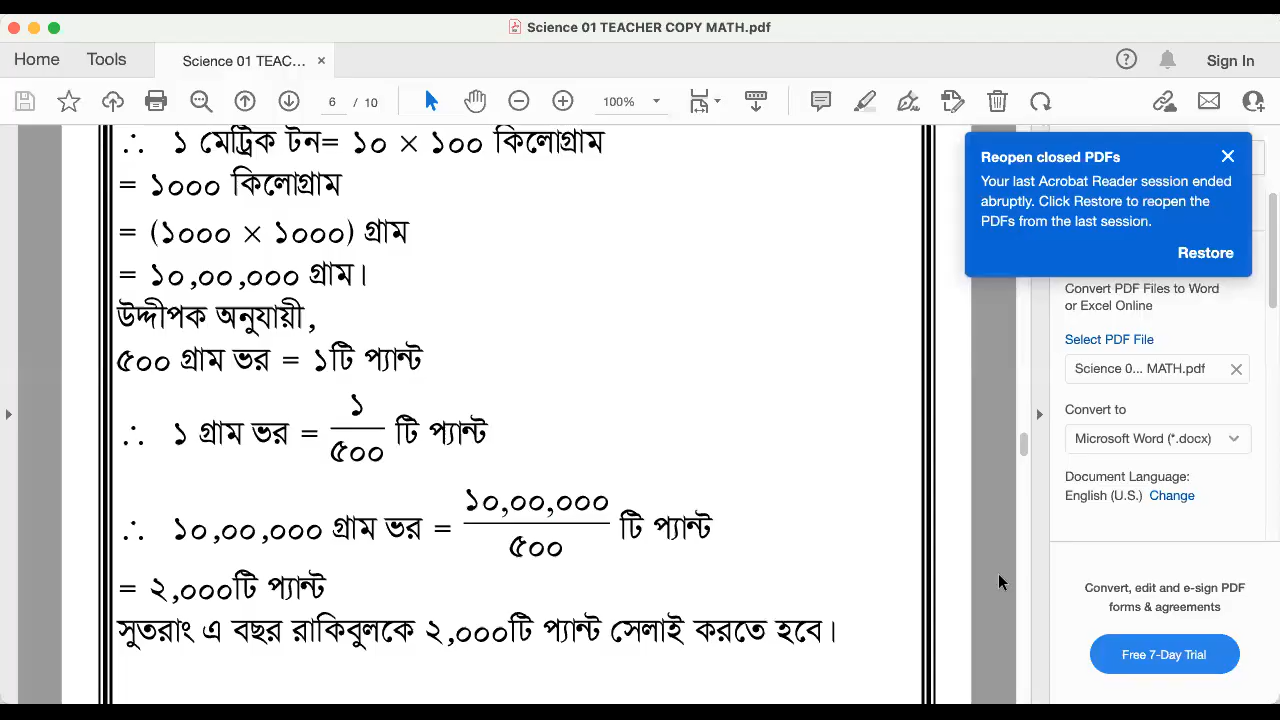 Science 01 TEACHER COPY MATH.pdf
Home Tools Science 01 TEAC... × Sign In
6 / 10 100%
∴ ১ মেট্রিক টন= ১০ × ১০০ কিলোগ্রাম
= ১০০০ কিলোগ্রাম
= (১০০০ × ১০০০) গ্রাম
= ১০,০০,০০০ গ্রাম।
উদ্দীপক অনুযায়ী,
৫০০ গ্রাম ভর = ১টি প্যান্ট
∴ ১ গ্রাম ভর = ১/৫০০ টি প্যান্ট
∴ ১০,০০,০০০ গ্রাম ভর = ১০,০০,০০০/৫০০ টি প্যান্ট
= ২,০০০টি প্যান্ট
সুতরাং এ বছর রাকিবুলকে ২,০০০টি প্যান্ট সেলাই করতে হবে।
Reopen closed PDFs
Your last Acrobat Reader session ended
abruptly. Click Restore to reopen the
PDFs from the last session.
Restore
Convert PDF Files to Word
or Excel Online
Select PDF File
Science 0... MATH.pdf
Convert to
Microsoft Word (*.docx)
Document Language:
English (U.S.) Change
Convert, edit and e-sign PDF
forms & agreements
Free 7-Day Trial